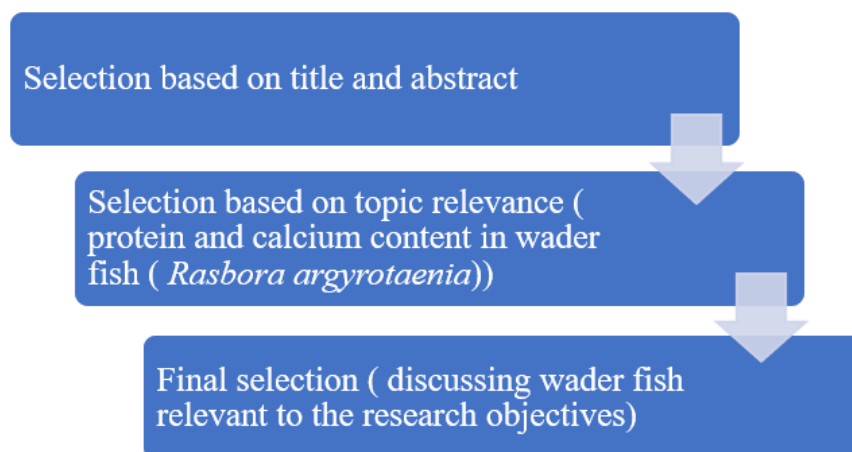 Selection based on title and abstract
Selection based on topic relevance (
protein and calcium content in wader
fish ( Rasbora argyrotaenia))
Final selection ( discussing wader fish
relevant to the research objectives)